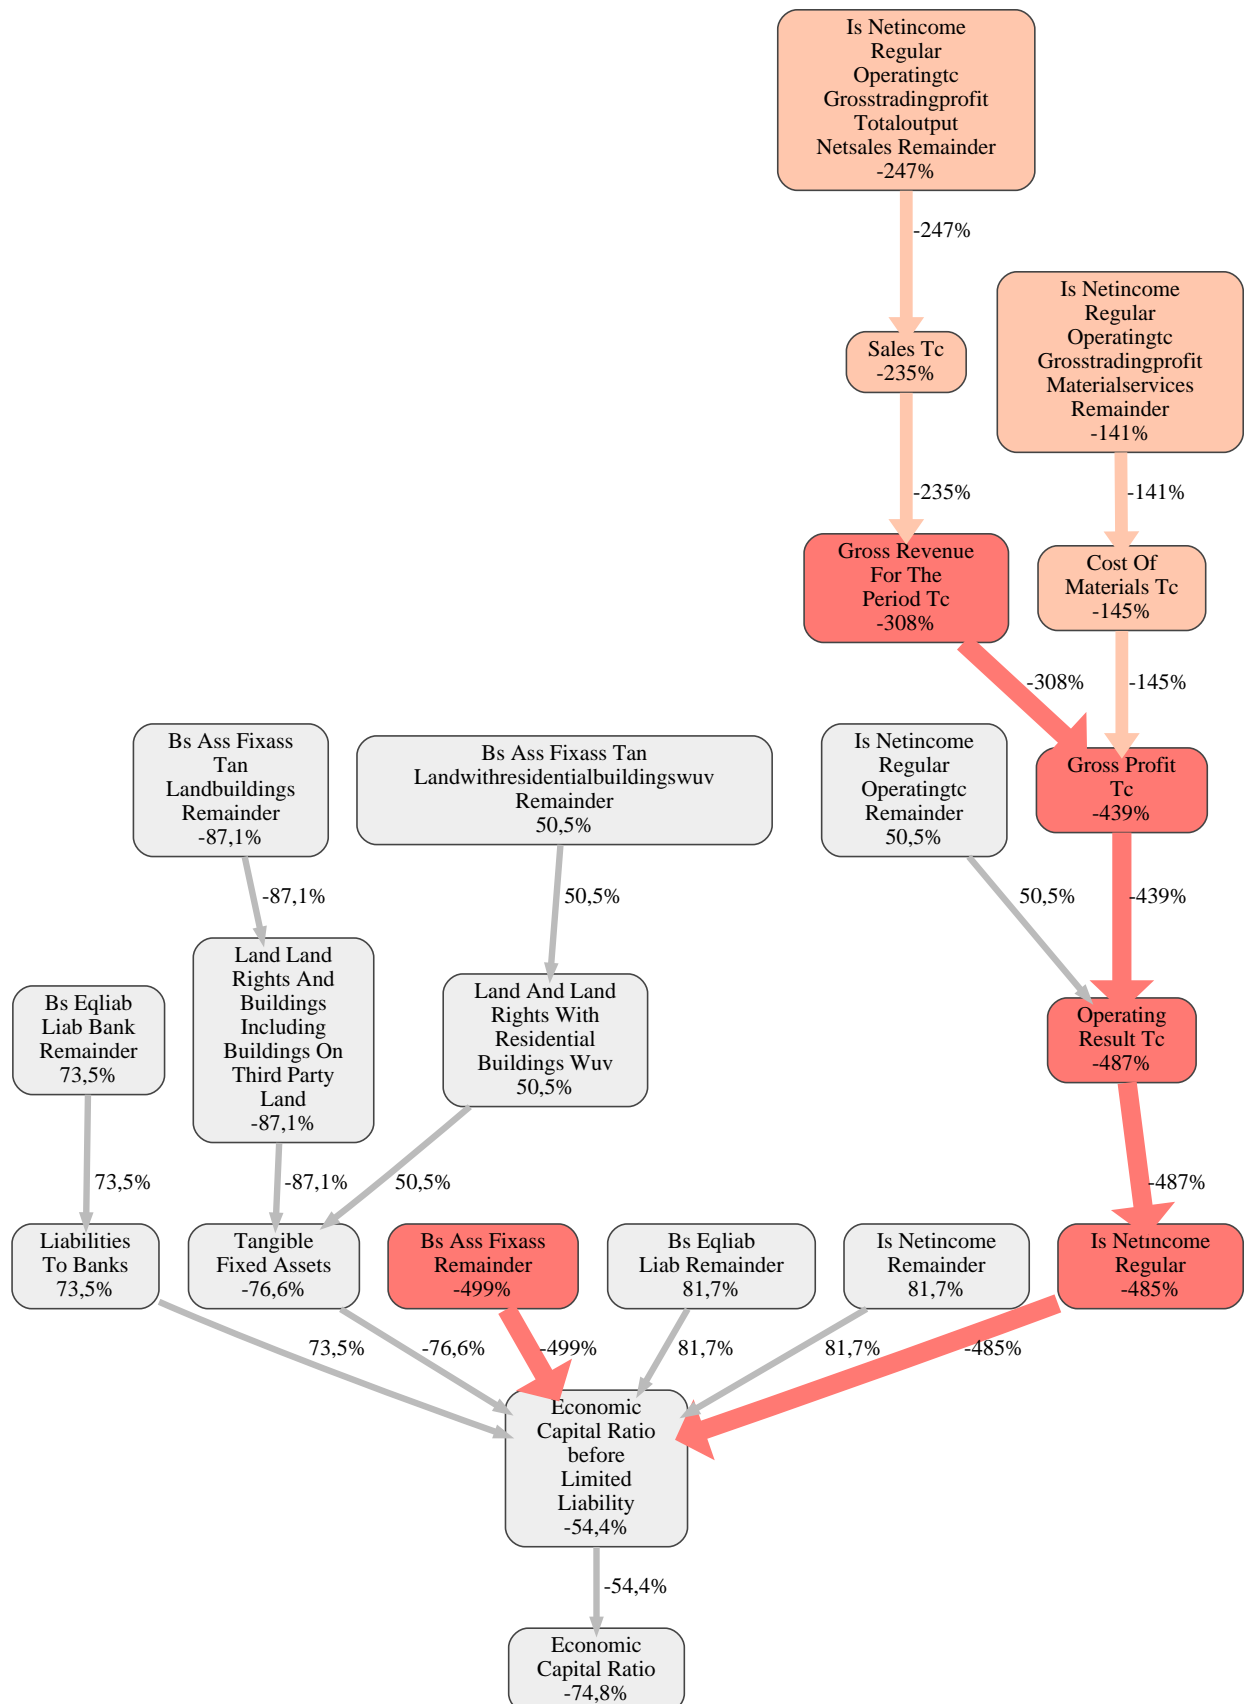 Is Netincome
Regular
Operatingtc
Grosstradingprofit
Totaloutput
Netsales Remainder
-247%
-247%
Is Netincome
Regular
Operatingtc
Grosstradingprofit
Materialservices
Remainder
-141%
Sales Tc
-235%
-235%
-141%
Gross Revenue
For The
Period Tc
-308%
Cost Of
Materials Tc
-145%
-308%
-145%
Bs Ass Fixass
Tan
Landbuildings
Remainder
-87,1%
Bs Ass Fixass Tan
Landwithresidentialbuildingswuv
Remainder
50,5%
Is Netincome
Regular
Operatingtc
Remainder
50,5%
Gross Profit
Tc
-439%
-87,1%
50,5%
50,5%
-439%
Bs Eqliab
Liab Bank
Remainder
73,5%
Land Land
Rights And
Buildings
Including
Buildings On
Third Party
Land
-87,1%
Land And Land
Rights With
Residential
Buildings Wuv
50,5%
Operating
Result Tc
-487%
73,5%
-87,1%
50,5%
-487%
Liabilities
To Banks
73,5%
Tangible
Fixed Assets
-76,6%
Bs Ass Fixass
Remainder
-499%
Bs Eqliab
Liab Remainder
81,7%
Is Netincome
Remainder
81,7%
Is Netincome
Regular
-485%
73,5%
-76,6%
-499%
81,7%
81,7%
-485%
Economic
Capital Ratio
before
Limited
Liability
-54,4%
-54,4%
Economic
Capital Ratio
-74,8%